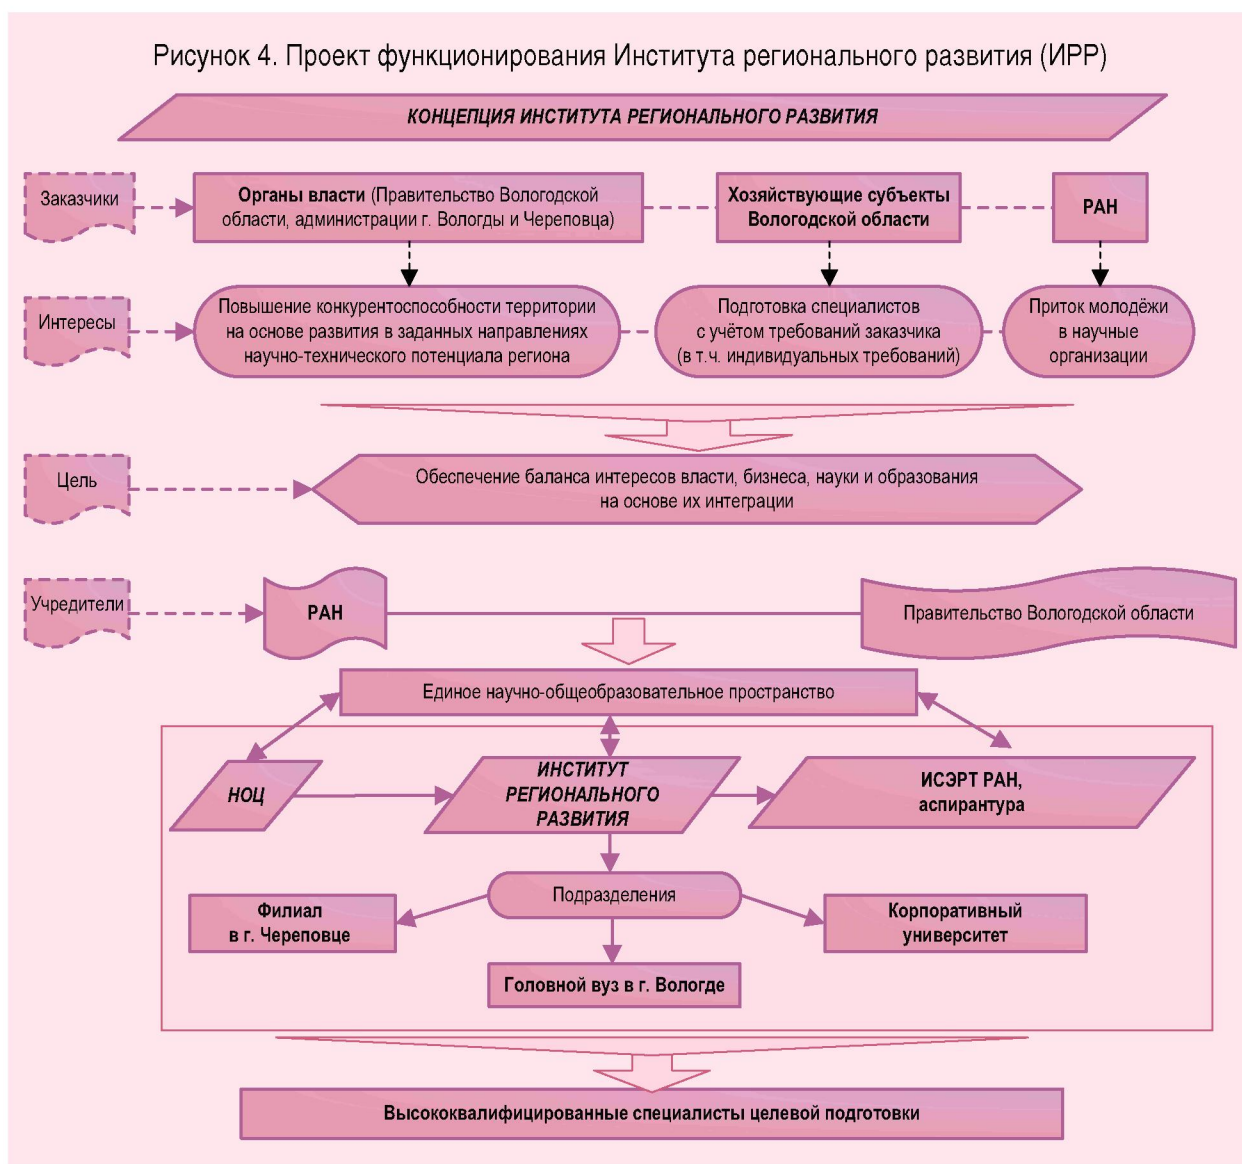 Рисунок 4. Проект функционирования Института регионального развития (ИРР)
КОНЦЕПЦИЯ ИНСТИТУТА РЕГИОНАЛЬНОГО РАЗВИТИЯ
Заказчики
Органы власти (Правительство Вологодской
области, администрации г. Вологды и Череповца)
Хозяйствующие субъекты
Вологодской области
РАН
Интересы
Повышение конкурентоспособности территории
на основе развития в заданных направлениях
научно-технического потенциала региона
Подготовка специалистов
с учётом требований заказчика
(в т.ч. индивидуальных требований)
Приток молодёжи
в научные
организации
Цель
Обеспечение баланса интересов власти, бизнеса, науки и образования
на основе их интеграции
Учредители
РАН
Правительство Вологодской области
Единое научно-общеобразовательное пространство
НОЦ
ИНСТИТУТ
РЕГИОНАЛЬНОГО
РАЗВИТИЯ
ИСЭРТ РАН,
аспирантура
Подразделения
Филиал
в г. Череповце
Корпоративный
университет
Головной вуз в г. Вологде
Высококвалифицированные специалисты целевой подготовки